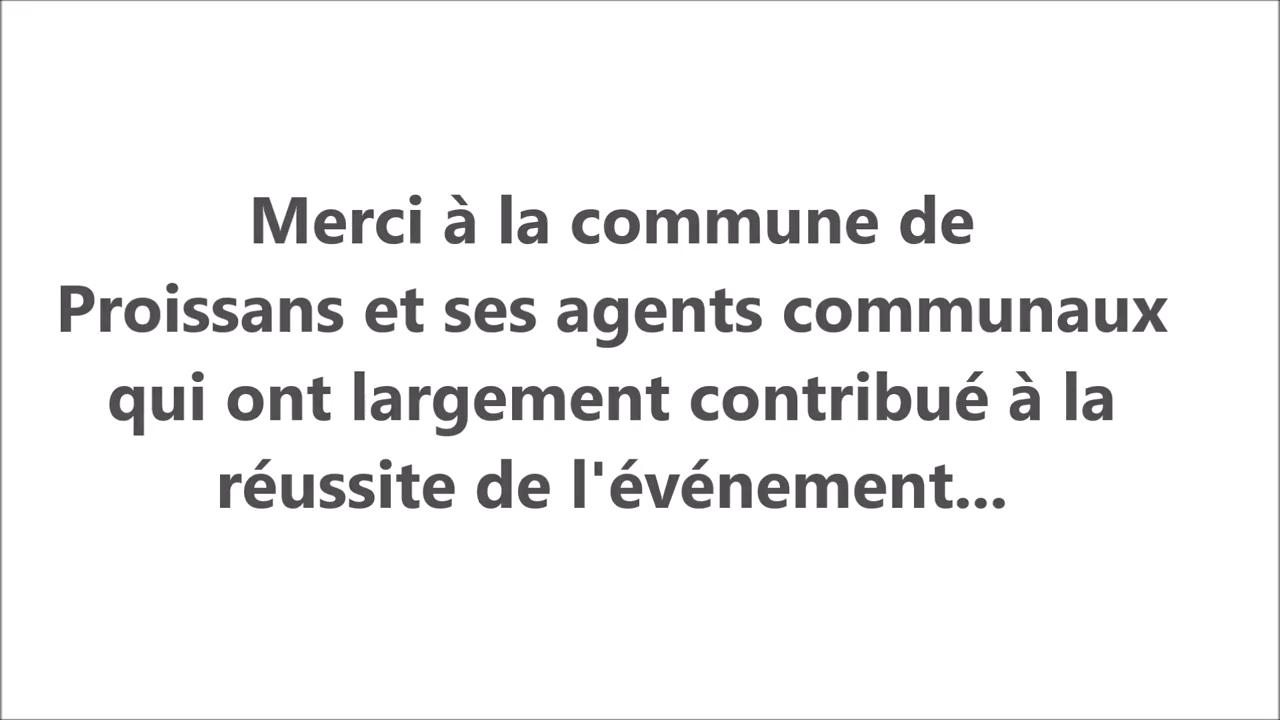 Merci à la commune de
Proissans et ses agents communaux
qui ont largement contribué à la
réussite de l'événement...